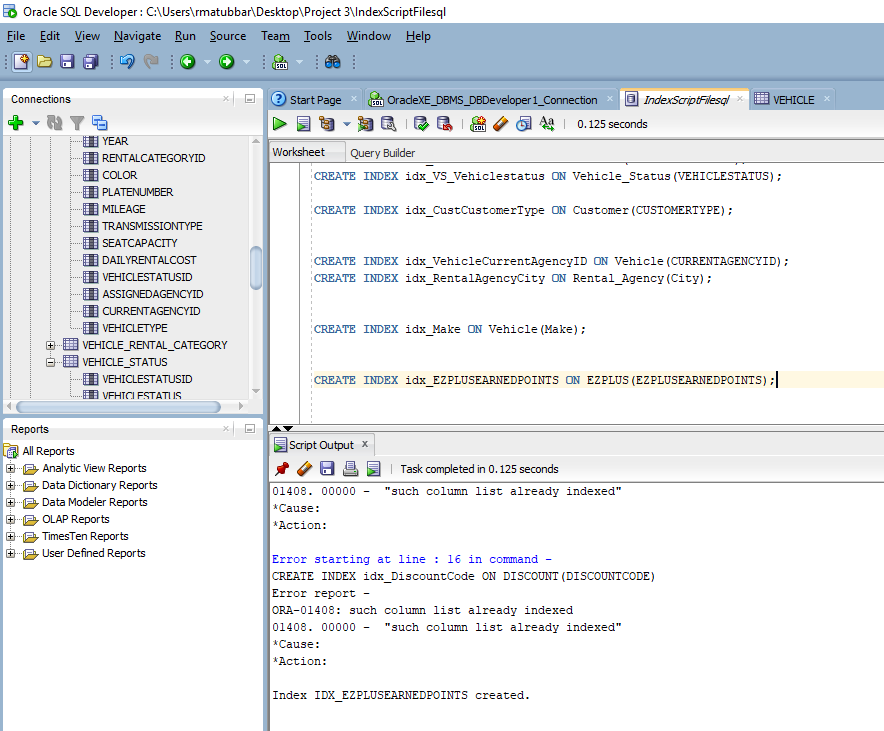 Oracle SQL Developer : C:\Users\rmatubbar\Desktop\Project 3\IndexScriptFilesql
File Edit View Navigate Run Source Team Tools Window Help
Connections
YEAR
RENTALCATEGORYID
COLOR
PLATENUMBER
MILEAGE
TRANSMISSIONTYPE
SEATCAPACITY
DAILYRENTALCOST
VEHICLESTATUSID
ASSIGNEDAGENCYID
CURRENTAGENCYID
VEHICLETYPE
VEHICLE_RENTAL_CATEGORY
VEHICLE_STATUS
VEHICLESTATUSID
VEHICLESTATUS
Reports
All Reports
Analytic View Reports
Data Dictionary Reports
Data Modeler Reports
OLAP Reports
TimesTen Reports
User Defined Reports
Start Page OracleXE_DBMS_DBDeveloper1_Connection IndexScriptFilesql VEHICLE
0.125 seconds
Worksheet Query Builder
CREATE INDEX idx_VS_Vehiclestatus ON Vehicle_Status(VEHICLESTATUS);
CREATE INDEX idx_CustCustomerType ON Customer(CUSTOMERTYPE);
CREATE INDEX idx_VehicleCurrentAgencyID ON Vehicle(CURRENTAGENCYID);
CREATE INDEX idx_RentalAgencyCity ON Rental_Agency(City);
CREATE INDEX idx_Make ON Vehicle(Make);
CREATE INDEX idx_EZPLUSEARNEDPOINTS ON EZPLUS(EZPLUSEARNEDPOINTS);
Script Output
Task completed in 0.125 seconds
01408. 00000 - "such column list already indexed"
*Cause:
*Action:
Error starting at line : 16 in command -
CREATE INDEX idx_DiscountCode ON DISCOUNT(DISCOUNTCODE)
Error report -
ORA-01408: such column list already indexed
01408. 00000 - "such column list already indexed"
*Cause:
*Action:
Index IDX_EZPLUSEARNEDPOINTS created.